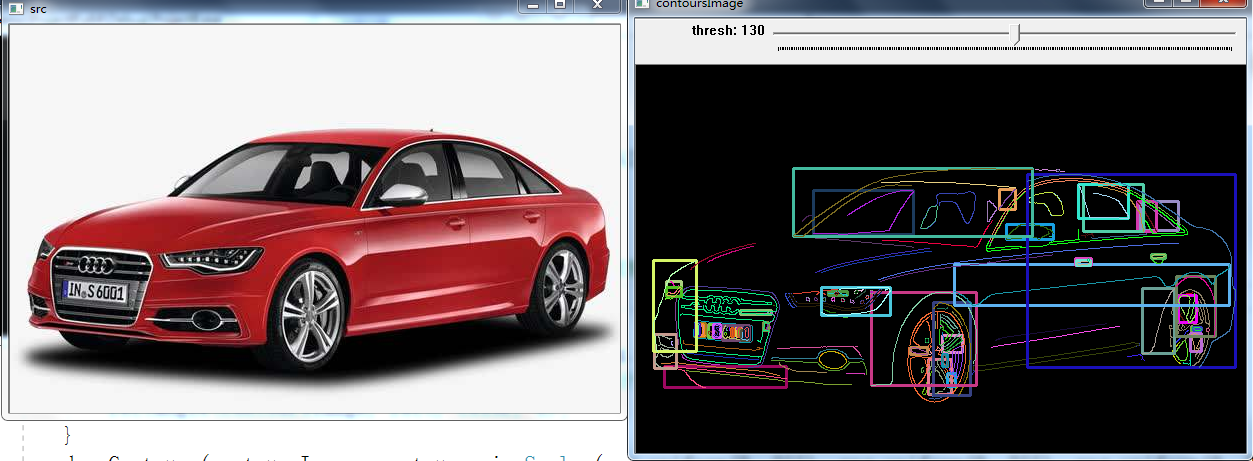 src
contoursImage
thresh: 130
IN S 6001
}